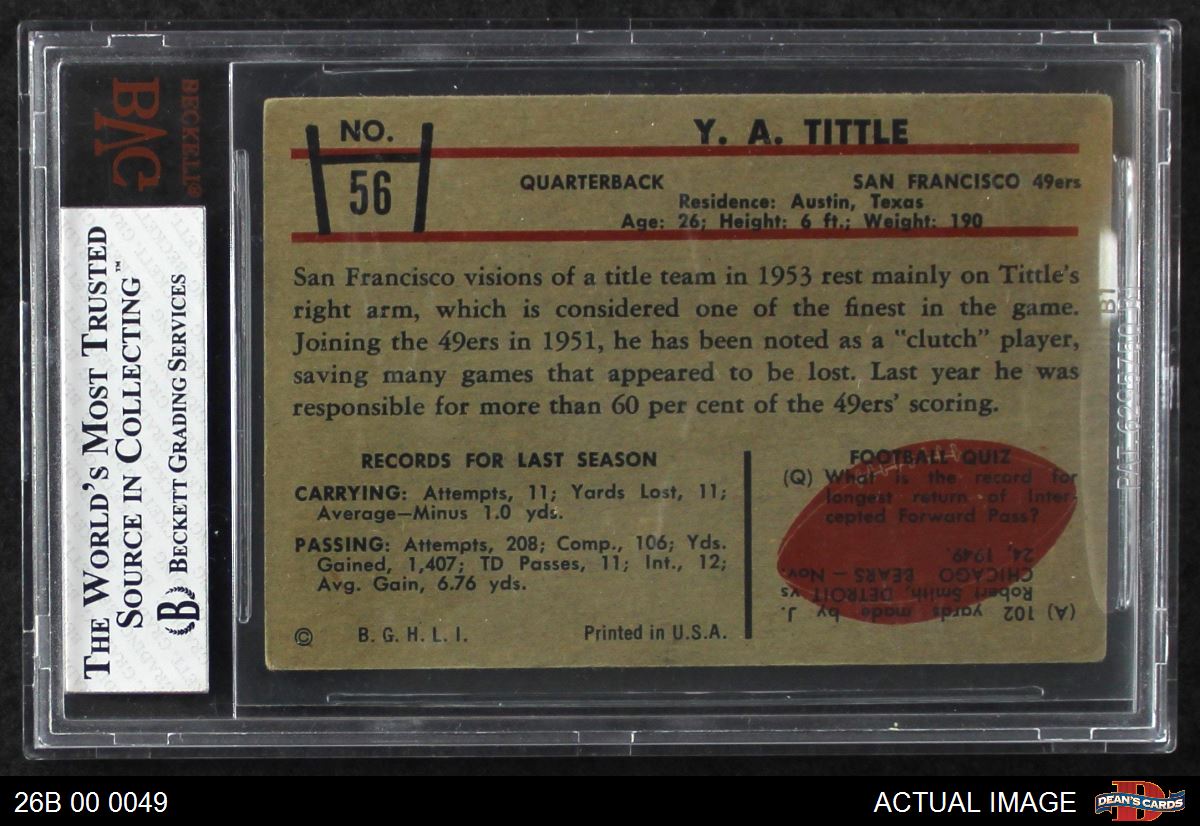 BECKETT®
BVG
THE WORLD'S MOST TRUSTED
SOURCE IN COLLECTING™
BECKETT GRADING SERVICES
NO.
56
Y. A. TITTLE
QUARTERBACK SAN FRANCISCO 49ers
Residence: Austin, Texas
Age: 26; Height: 6 ft.; Weight: 190
San Francisco visions of a title team in 1953 rest mainly on Tittle's
right arm, which is considered one of the finest in the game.
Joining the 49ers in 1951, he has been noted as a "clutch" player,
saving many games that appeared to be lost. Last year he was
responsible for more than 60 per cent of the 49ers' scoring.
RECORDS FOR LAST SEASON
CARRYING: Attempts, 11; Yards Lost, 11;
Average—Minus 1.0 yds.
PASSING: Attempts, 208; Comp., 106; Yds.
Gained, 1,407; TD Passes, 11; Int., 12;
Avg. Gain, 6.76 yds.
© B. G. H. L. I. Printed in U.S.A.
FOOTBALL QUIZ
(Q) What is the record for
longest return of Inter-
cepted Forward Pass?
(A) 102 yards made by J.
Robert Smith, DETROIT vs
CHICAGO BEARS — Nov.
24, 1949.
26B 00 0049
ACTUAL IMAGE
DEAN'S CARDS